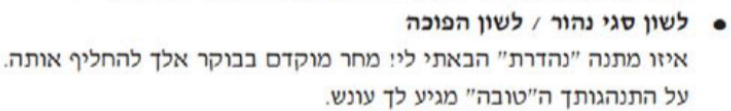 • לשון סגי נהור / לשון הפוכה
איזו מתנה "נהדרת" הבאתי לי! מחר מוקדם בבוקר אלך להחליף אותה.
על התנהגותך ה"טובה" מגיע לך עונש.